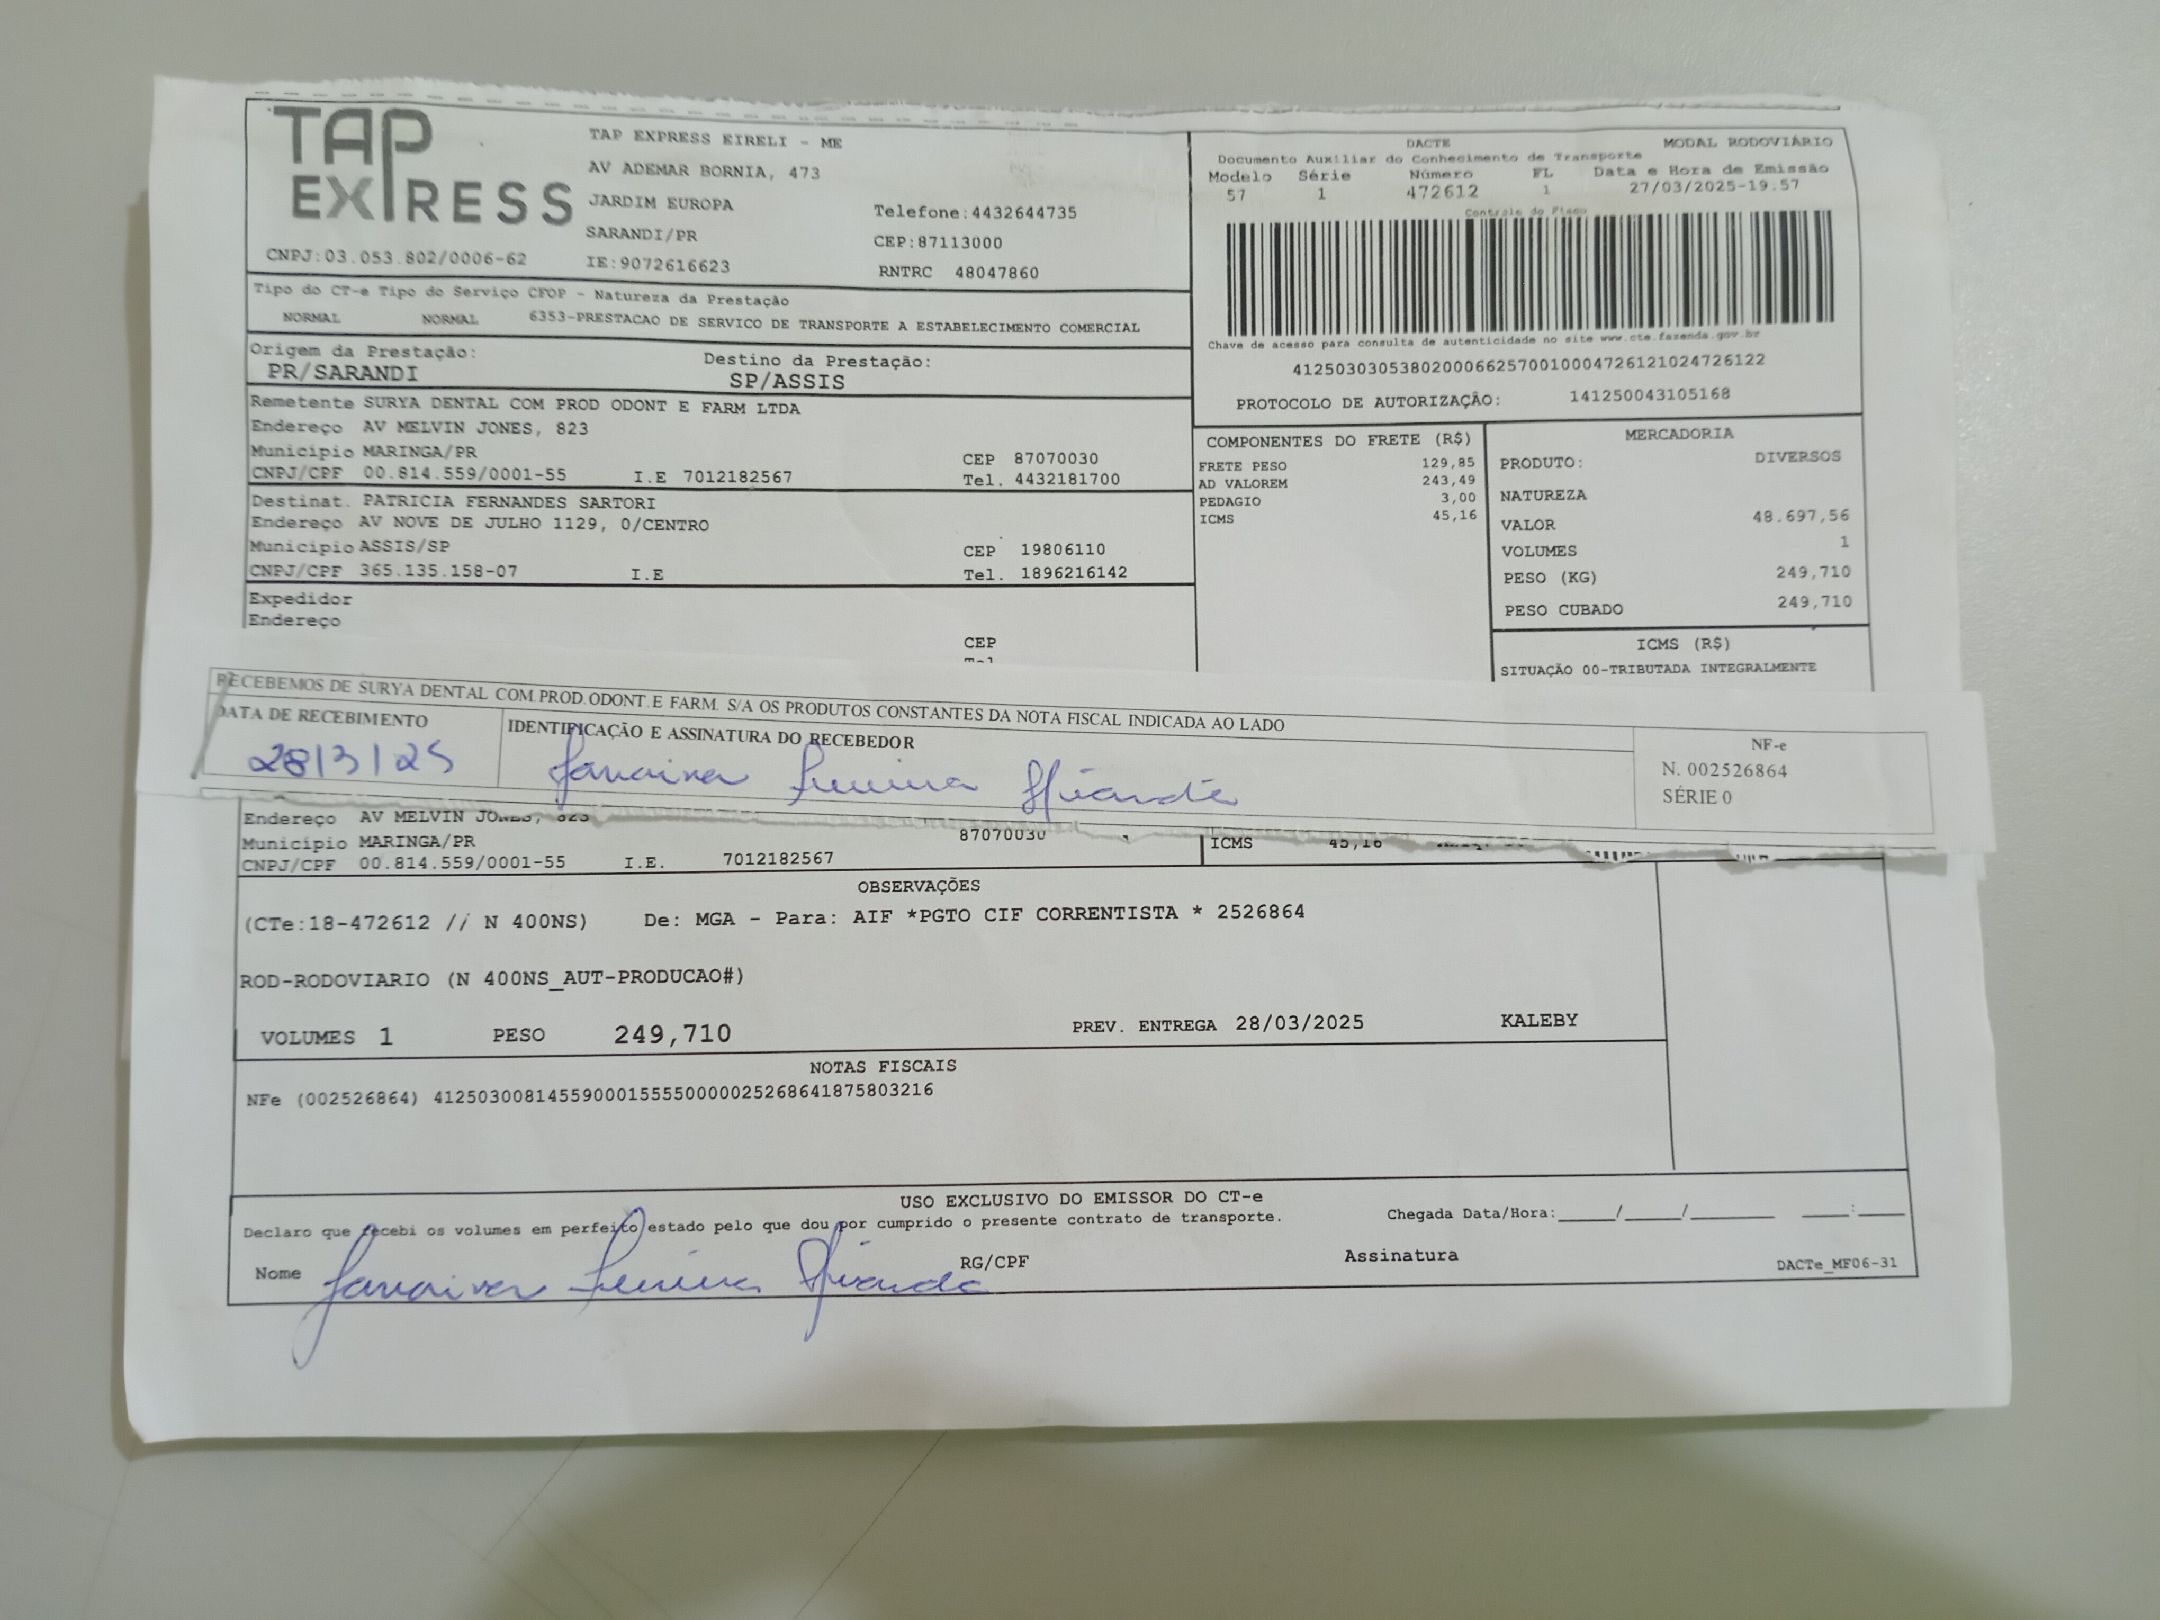 TAP EXPRESS
TAP EXPRESS EIRELI - ME
AV ADEMAR BORNIA, 473
JARDIM EUROPA
SARANDI/PR
Telefone:4432644735
CEP:87113000
CNPJ:03.053.802/0006-62 IE:9072616623 RNTRC 48047860
DACTE MODAL RODOVIÁRIO
Documento Auxiliar do Conhecimento de Transporte
Modelo Série Número FL Data e Hora de Emissão
57 1 472612 1 27/03/2025-19.57
Controle do Fisco
Chave de acesso para consulta de autenticidade no site www.cte.fazenda.gov.br
41250303053802000662570010004726121024726122
PROTOCOLO DE AUTORIZAÇÃO: 141250043105168
Tipo do CT-e Tipo do Serviço CFOP - Natureza da Prestação
NORMAL NORMAL 6353-PRESTACAO DE SERVICO DE TRANSPORTE A ESTABELECIMENTO COMERCIAL
Origem da Prestação: Destino da Prestação:
PR/SARANDI SP/ASSIS
Remetente SURYA DENTAL COM PROD ODONT E FARM LTDA
Endereço AV MELVIN JONES, 823
Municipio MARINGA/PR CEP 87070030
CNPJ/CPF 00.814.559/0001-55 I.E 7012182567 Tel. 4432181700
Destinat. PATRICIA FERNANDES SARTORI
Endereço AV NOVE DE JULHO 1129, 0/CENTRO
Municipio ASSIS/SP CEP 19806110
CNPJ/CPF 365.135.158-07 I.E Tel. 1896216142
Expedidor
Endereço
CEP
COMPONENTES DO FRETE (R$)
FRETE PESO 129,85
AD VALOREM 243,49
PEDAGIO 3,00
ICMS 45,16
MERCADORIA
PRODUTO: DIVERSOS
NATUREZA
VALOR 48.697,56
VOLUMES 1
PESO (KG) 249,710
PESO CUBADO 249,710
ICMS (R$)
SITUAÇÃO 00-TRIBUTADA INTEGRALMENTE
RECEBEMOS DE SURYA DENTAL COM.PROD.ODONT.E FARM. S/A OS PRODUTOS CONSTANTES DA NOTA FISCAL INDICADA AO LADO
DATA DE RECEBIMENTO IDENTIFICAÇÃO E ASSINATURA DO RECEBEDOR
28/3/25
NF-e
N. 002526864
SÉRIE 0
Endereço AV MELVIN JONES, 823
Municipio MARINGA/PR 87070030
CNPJ/CPF 00.814.559/0001-55 I.E. 7012182567
ICMS 45,16
OBSERVAÇÕES
(CTe:18-472612 // N 400NS) De: MGA - Para: AIF *PGTO CIF CORRENTISTA * 2526864
ROD-RODOVIARIO (N 400NS_AUT-PRODUCAO#)
VOLUMES 1 PESO 249,710 PREV. ENTREGA 28/03/2025 KALEBY
NOTAS FISCAIS
NFe (002526864) 41250300814559000155550000025268641875803216
USO EXCLUSIVO DO EMISSOR DO CT-e
Declaro que recebi os volumes em perfeito estado pelo que dou por cumprido o presente contrato de transporte.
Chegada Data/Hora:_____/_____/________ ____:____
Nome RG/CPF Assinatura DACTe_MF06-31